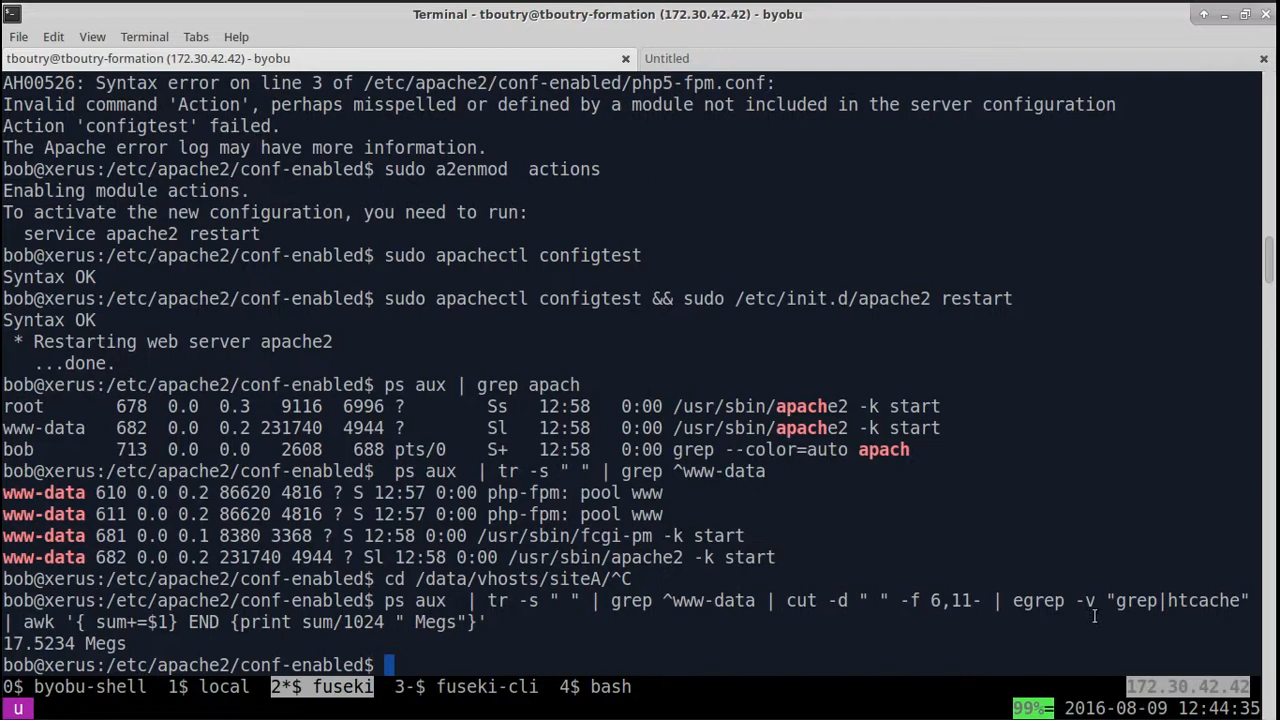 Terminal - tboutry@tboutry-formation (172.30.42.42) - byobu
File Edit View Terminal Tabs Help
tboutry@tboutry-formation (172.30.42.42) - byobu Untitled
AH00526: Syntax error on line 3 of /etc/apache2/conf-enabled/php5-fpm.conf:
Invalid command 'Action', perhaps misspelled or defined by a module not included in the server configuration
Action 'configtest' failed.
The Apache error log may have more information.
bob@xerus:/etc/apache2/conf-enabled$ sudo a2enmod  actions
Enabling module actions.
To activate the new configuration, you need to run:
  service apache2 restart
bob@xerus:/etc/apache2/conf-enabled$ sudo apachectl configtest
Syntax OK
bob@xerus:/etc/apache2/conf-enabled$ sudo apachectl configtest && sudo /etc/init.d/apache2 restart
Syntax OK
 * Restarting web server apache2
   ...done.
bob@xerus:/etc/apache2/conf-enabled$ ps aux | grep apach
root       678  0.0  0.3   9116  6996 ?        Ss   12:58   0:00 /usr/sbin/apache2 -k start
www-data   682  0.0  0.2 231740  4944 ?        Sl   12:58   0:00 /usr/sbin/apache2 -k start
bob        713  0.0  0.0   2608   688 pts/0    S+   12:58   0:00 grep --color=auto apach
bob@xerus:/etc/apache2/conf-enabled$  ps aux  | tr -s " " | grep ^www-data
www-data 610 0.0 0.2 86620 4816 ? S 12:57 0:00 php-fpm: pool www
www-data 611 0.0 0.2 86620 4816 ? S 12:57 0:00 php-fpm: pool www
www-data 681 0.0 0.1 8380 3368 ? S 12:58 0:00 /usr/sbin/fcgi-pm -k start
www-data 682 0.0 0.2 231740 4944 ? Sl 12:58 0:00 /usr/sbin/apache2 -k start
bob@xerus:/etc/apache2/conf-enabled$ cd /data/vhosts/siteA/^C
bob@xerus:/etc/apache2/conf-enabled$ ps aux  | tr -s " " | grep ^www-data | cut -d " " -f 6,11- | egrep -v "grep|htcache"
| awk '{ sum+=$1} END {print sum/1024 " Megs"}'
17.5234 Megs
bob@xerus:/etc/apache2/conf-enabled$
0$ byobu-shell  1$ local  2*$ fuseki  3-$ fuseki-cli  4$ bash 172.30.42.42
u 99%= 2016-08-09 12:44:35